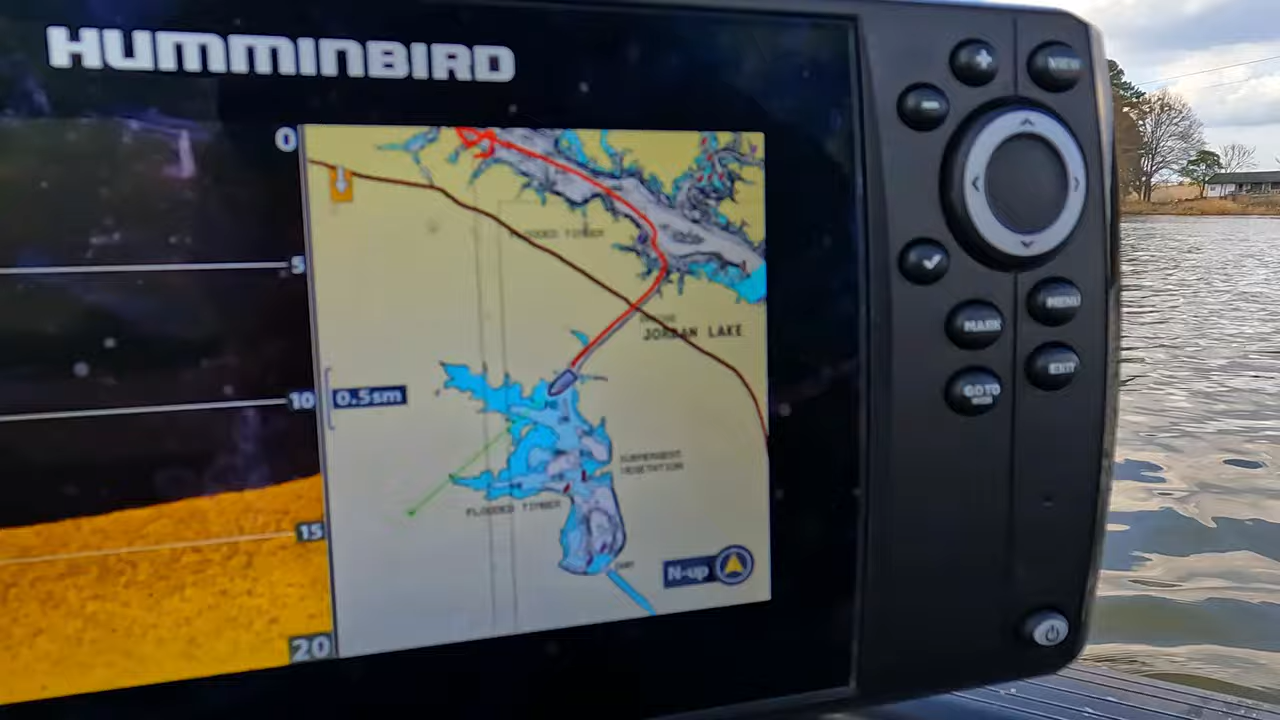 HUMMINBIRD
+
VIEW
-
0
FLOODED TIMBER
5
MENU
JORDAN LAKE
MARK
EXIT
0.5sm
10
GOTO
SUBMERGENT
VEGETATION
FLOODED TIMBER
15
N-up
20